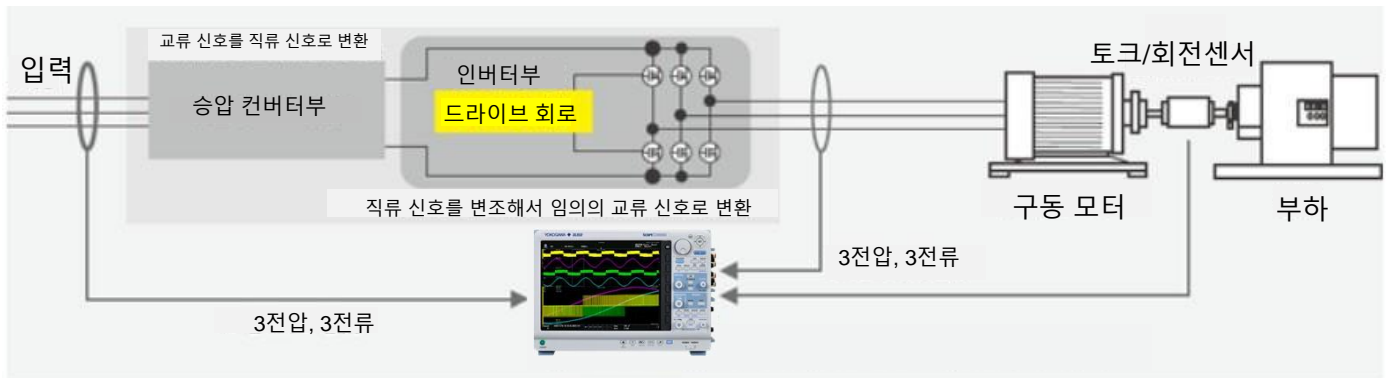 교류 신호를 직류 신호로 변환
입력
승압 컨버터부
인버터부
드라이브 회로
토크/회전센서
직류 신호를 변조해서 임의의 교류 신호로 변환
구동 모터
부하
3전압, 3전류
3전압, 3전류
YOKOGAWA